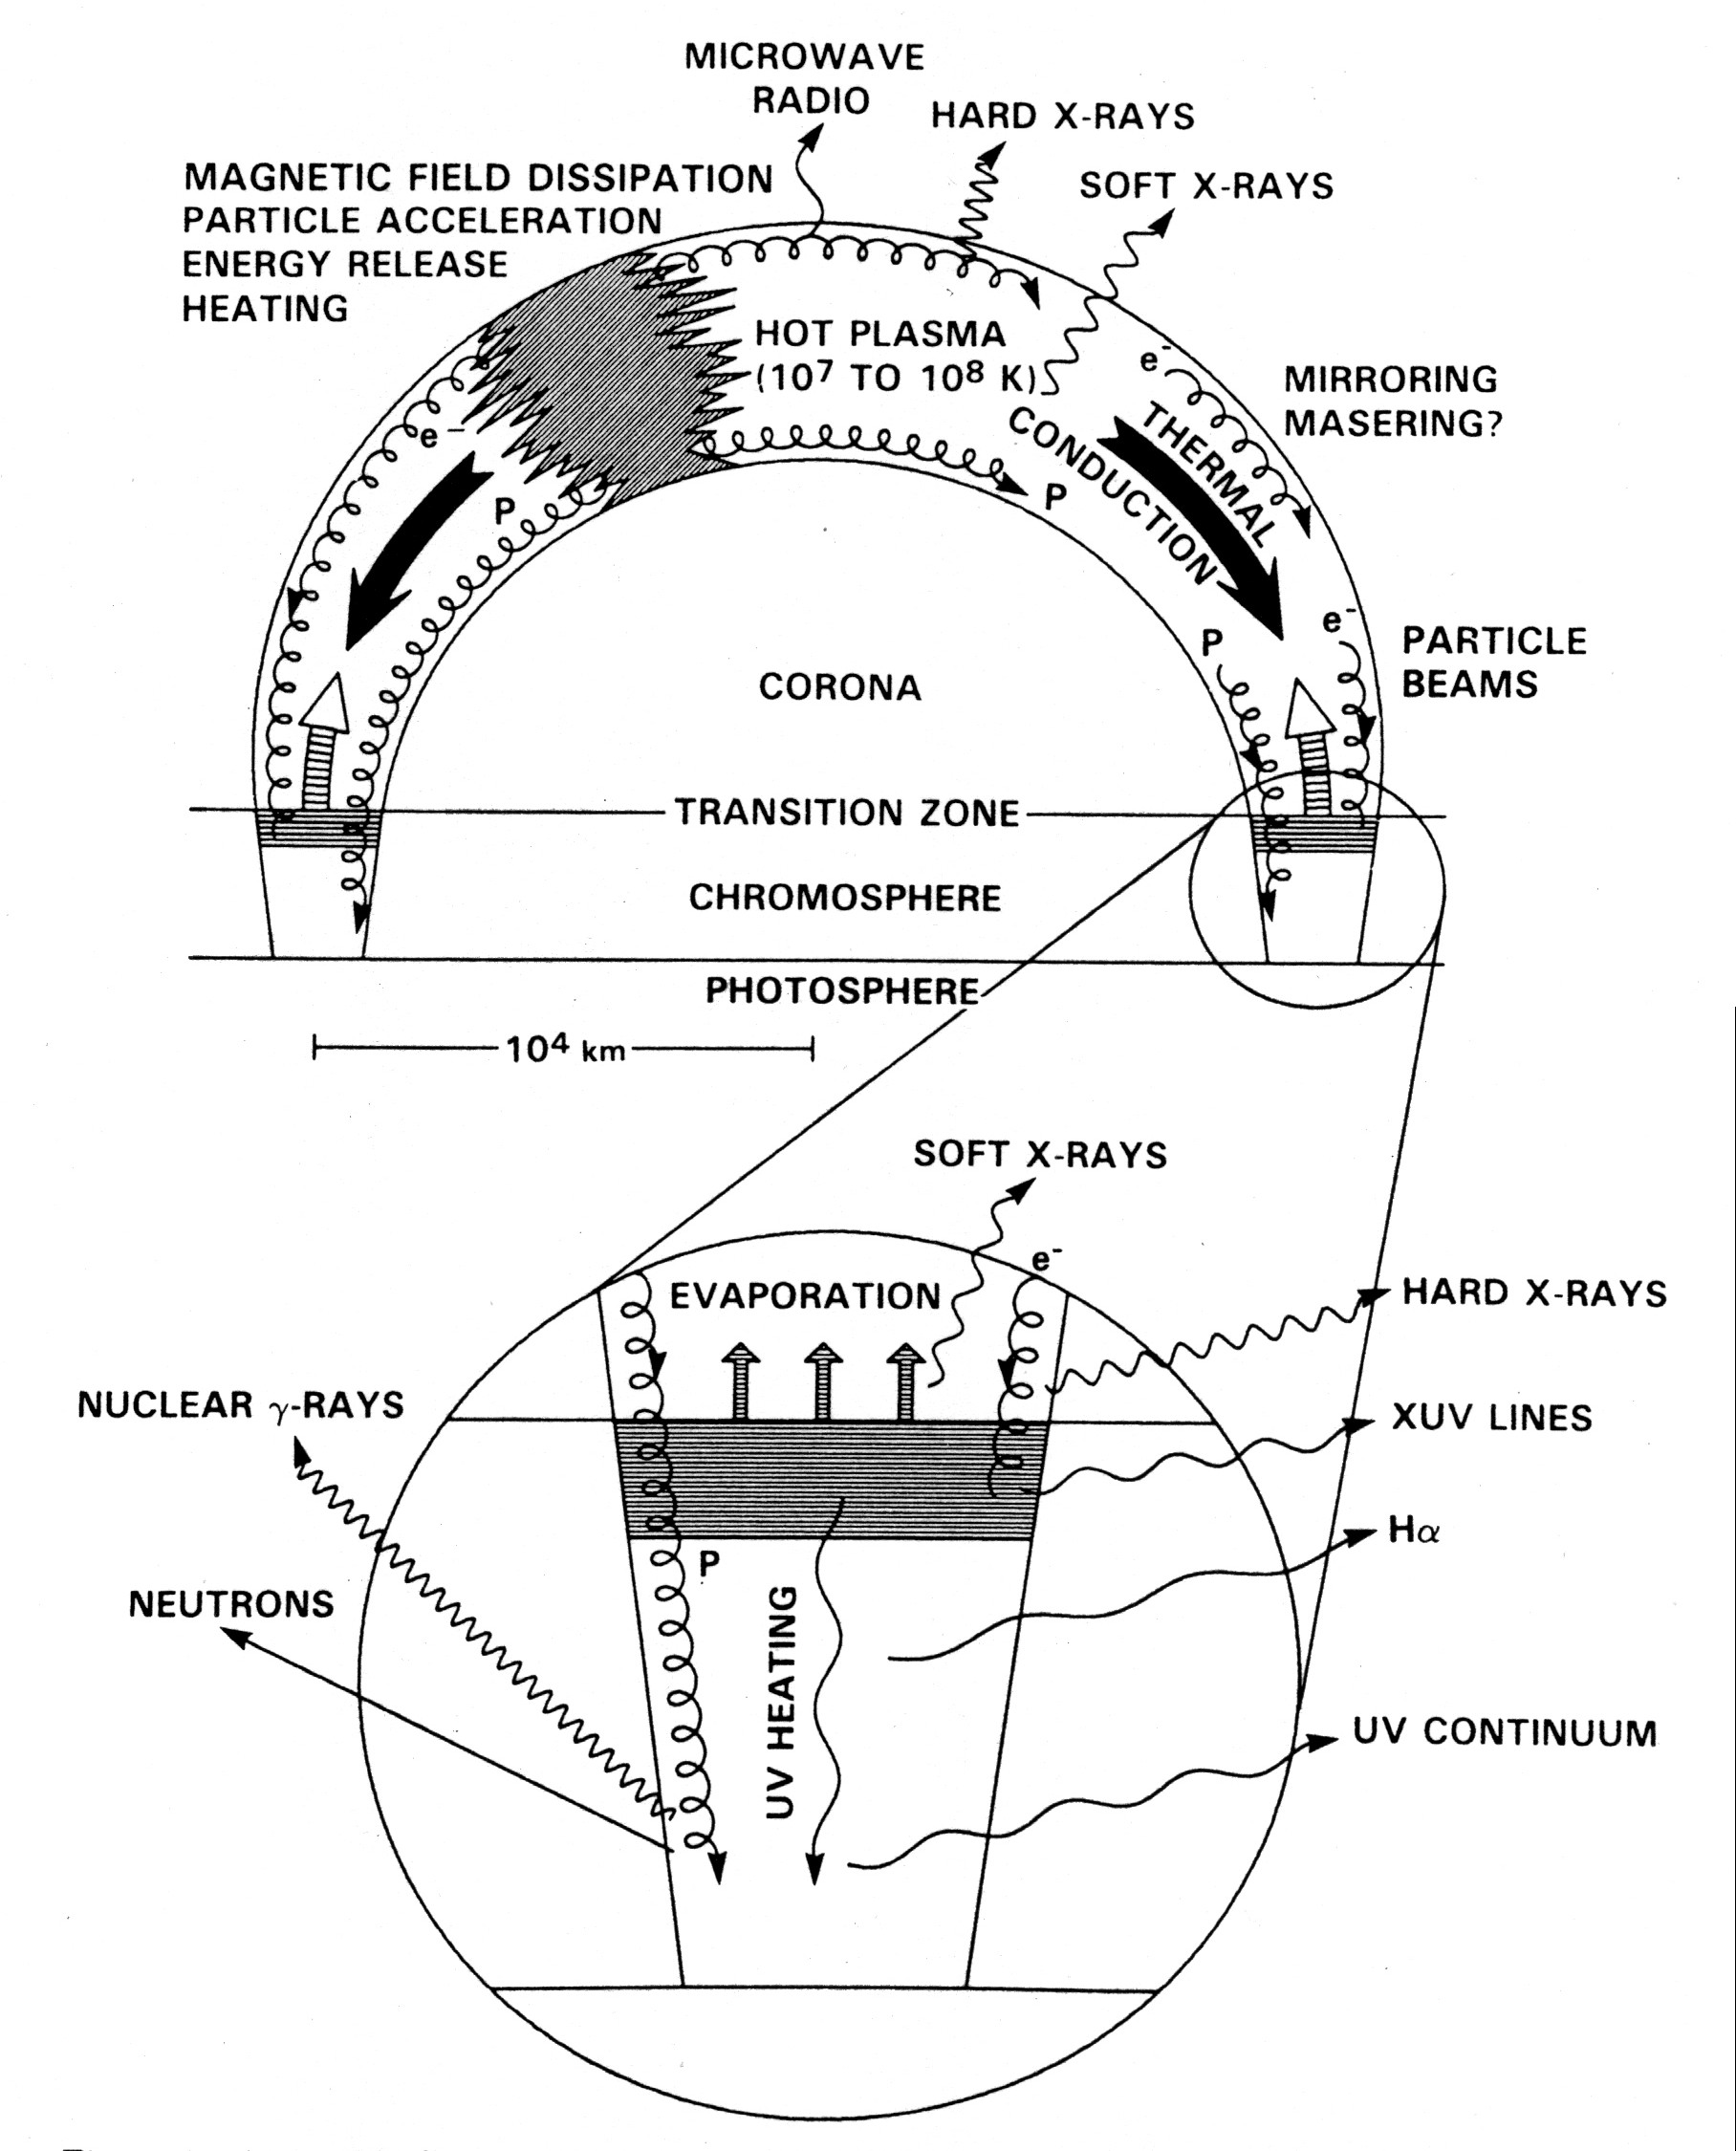 MICROWAVE
RADIO
HARD X-RAYS
SOFT X-RAYS
MAGNETIC FIELD DISSIPATION
PARTICLE ACCELERATION
ENERGY RELEASE
HEATING
HOT PLASMA
(10⁷ TO 10⁸ K)
e⁻
MIRRORING
MASERING?
THERMAL
CONDUCTION
e⁻
P
P
P
e⁻
PARTICLE
BEAMS
CORONA
TRANSITION ZONE
CHROMOSPHERE
PHOTOSPHERE
10⁴ km
SOFT X-RAYS
e⁻
EVAPORATION
HARD X-RAYS
NUCLEAR γ-RAYS
XUV LINES
Hα
P
NEUTRONS
UV HEATING
UV CONTINUUM